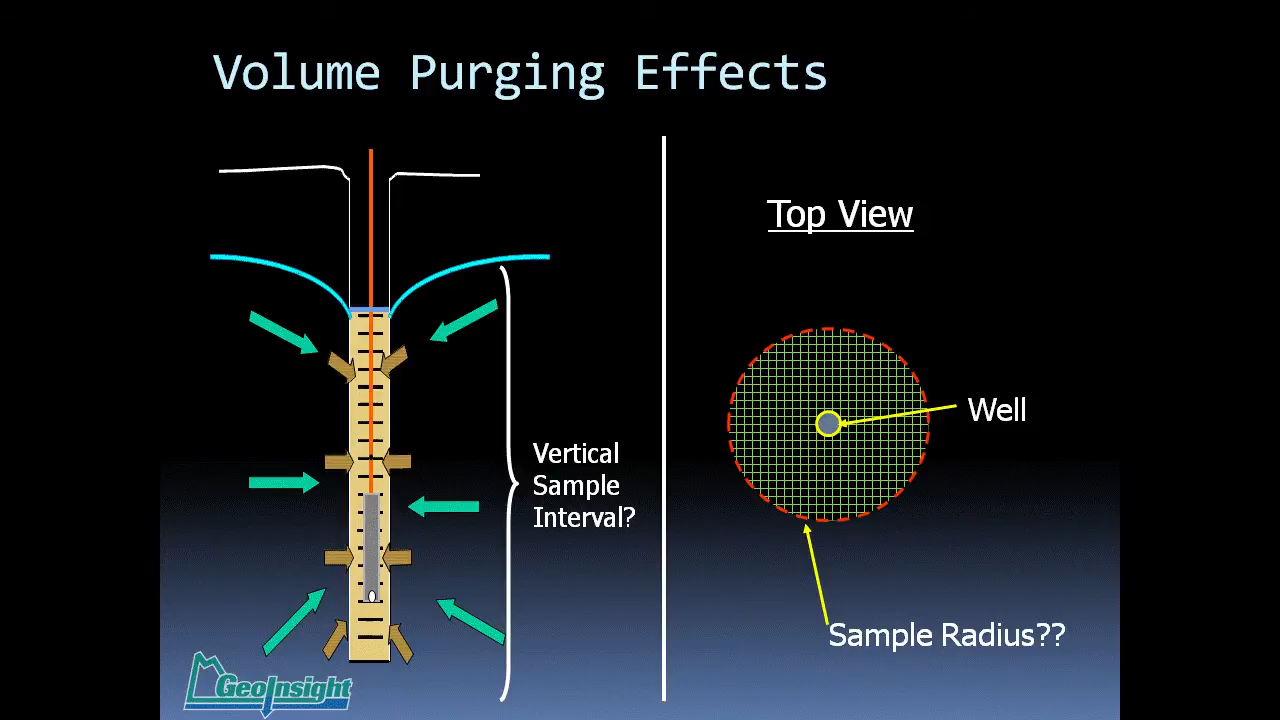 Volume Purging Effects
Top View
Well
Vertical
Sample
Interval?
Sample Radius??
GeoInsight